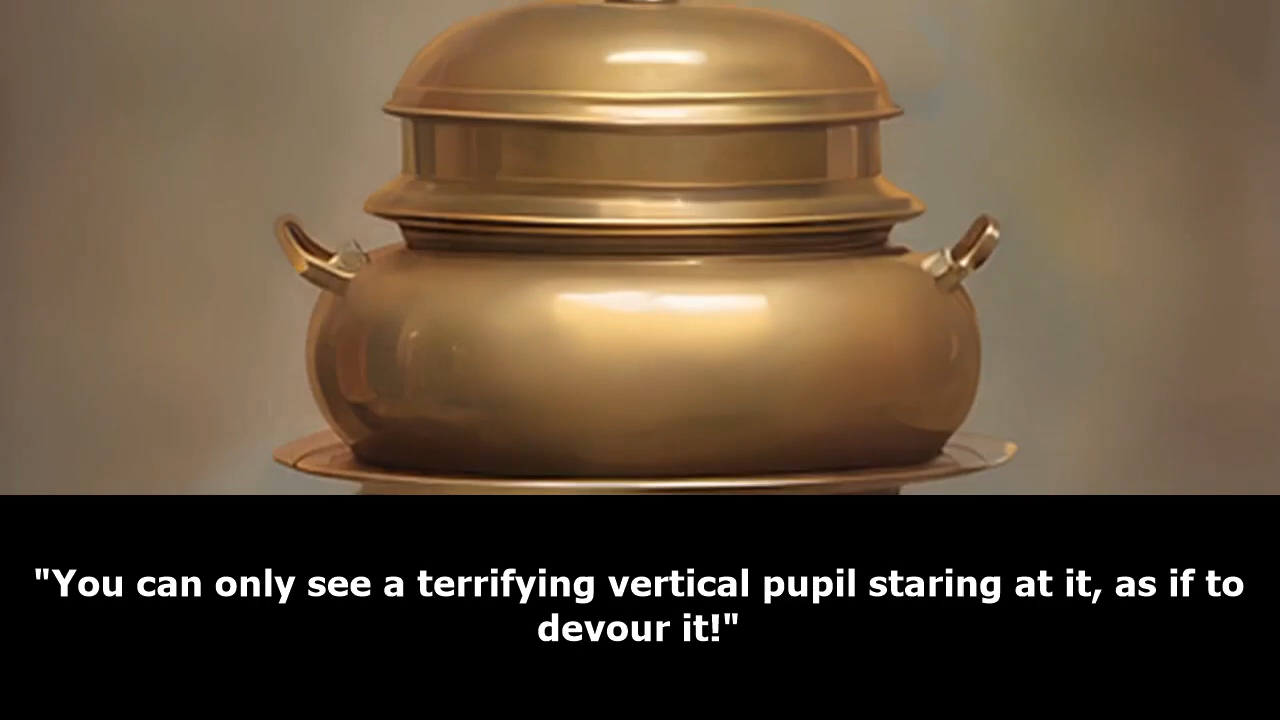 "You can only see a terrifying vertical pupil staring at it, as if to
devour it!"